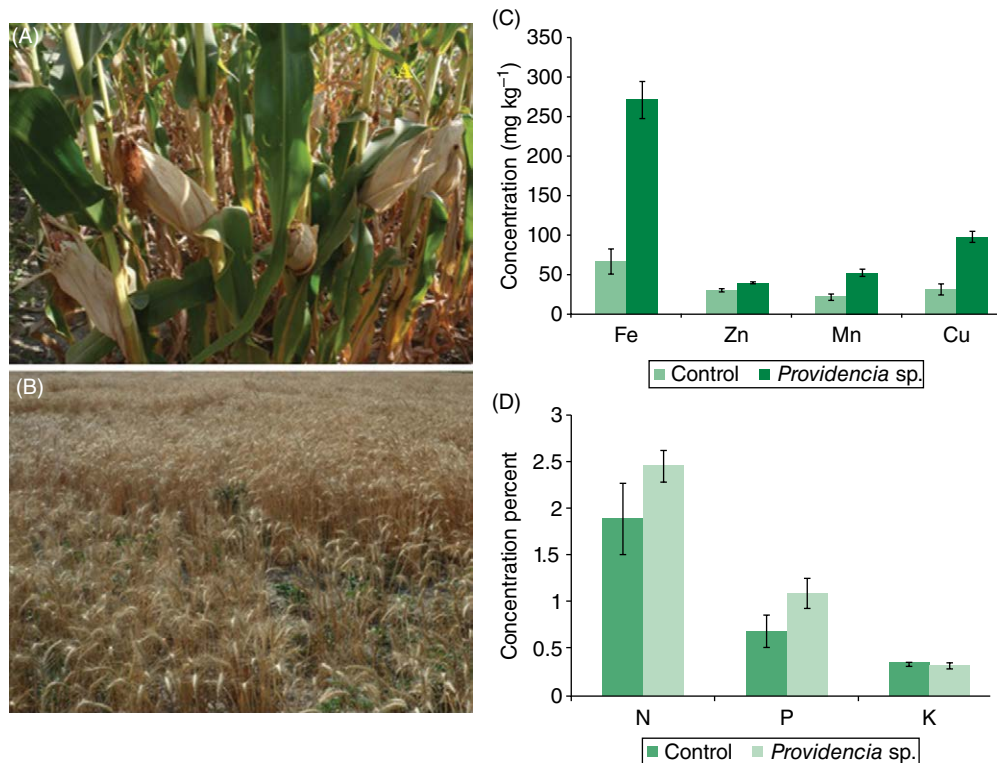 (A)
(B)
(C)
Concentration (mg kg⁻¹)
350
300
250
200
150
100
50
0
Fe Zn Mn Cu
Control Providencia sp.
(D)
Concentration percent
3
2.5
2
1.5
1
0.5
0
N P K
Control Providencia sp.